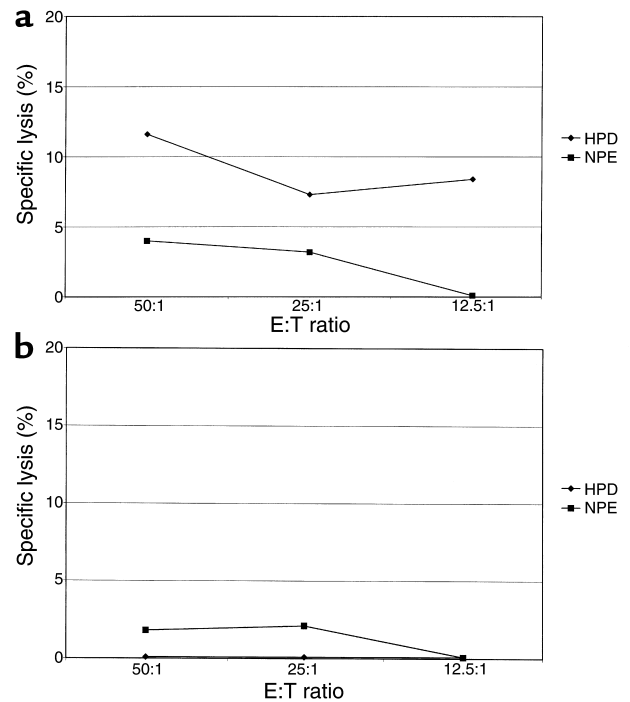 a
20
15
10
5
0
Specific lysis (%)
50:1 25:1 12.5:1
E:T ratio
HPD
NPE
b
20
15
10
5
0
Specific lysis (%)
50:1 25:1 12.5:1
E:T ratio
HPD
NPE